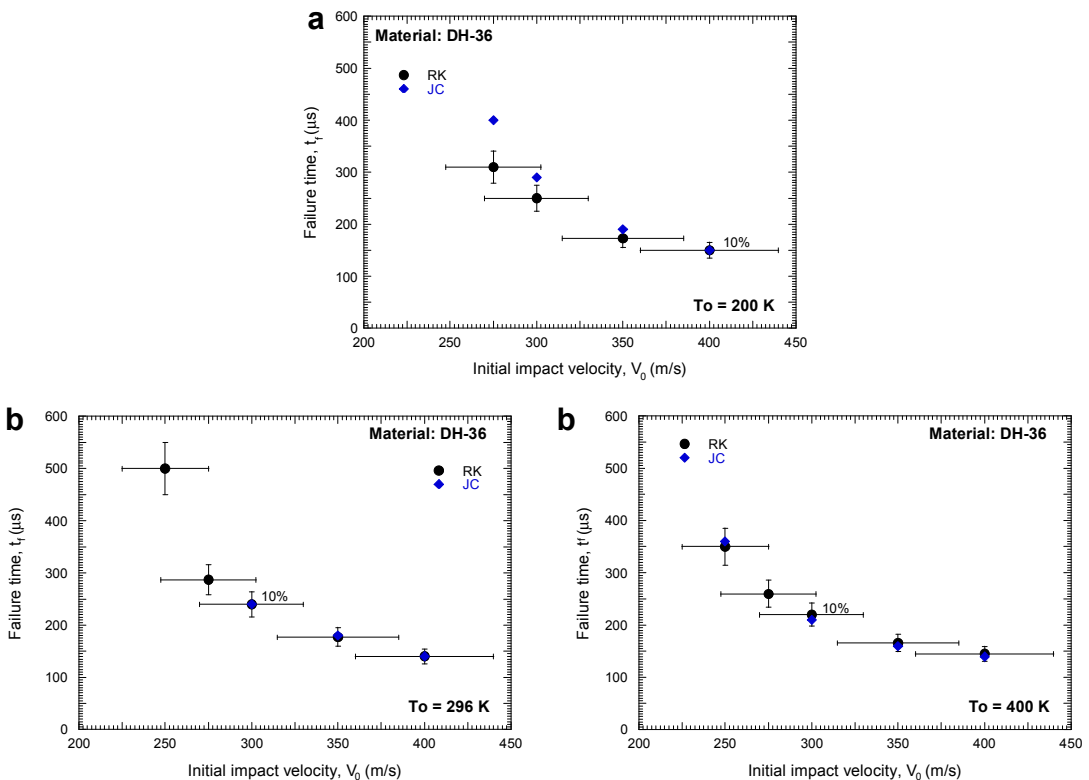 a
Material: DH-36
RK
JC
10%
To = 200 K
600
500
400
300
200
100
0
Failure time, t_f (μs)
200
250
300
350
400
450
Initial impact velocity, V_0 (m/s)
b
Material: DH-36
RK
JC
10%
To = 296 K
600
500
400
300
200
100
0
Failure time, t_f (μs)
200
250
300
350
400
450
Initial impact velocity, V_0 (m/s)
b
Material: DH-36
RK
JC
10%
To = 400 K
600
500
400
300
200
100
0
Failure time, t^f (μs)
200
250
300
350
400
450
Initial impact velocity, V_0 (m/s)